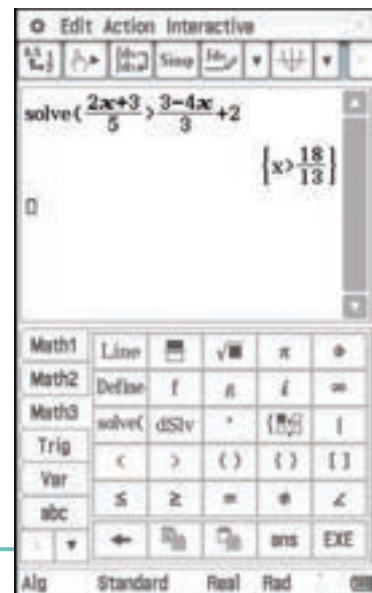 Edit Action Interactive
Simp
solve(2x+3/5>3-4x/3+2
{x>18/13}
Math1 Line √ π
Math2 Define f g i ∞
Math3 solve( dSlv ' |
Trig < > ( ) { } [ ]
Var ≤ ≥ = ≠ ∠
abc
ans EXE
Alg Standard Real Rad